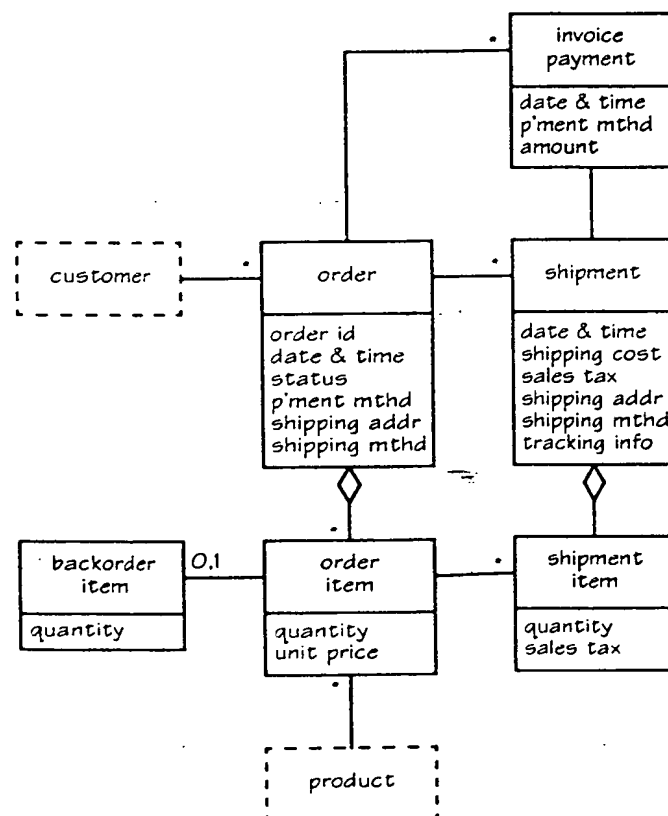 invoice
payment
date & time
p'ment mthd
amount
*
customer
*
order
*
shipment
order id
date & time
status
p'ment mthd
shipping addr
shipping mthd
date & time
shipping cost
sales tax
shipping addr
shipping mthd
tracking info
*
backorder
item
0,1
order
item
*
shipment
item
quantity
quantity
unit price
quantity
sales tax
*
product